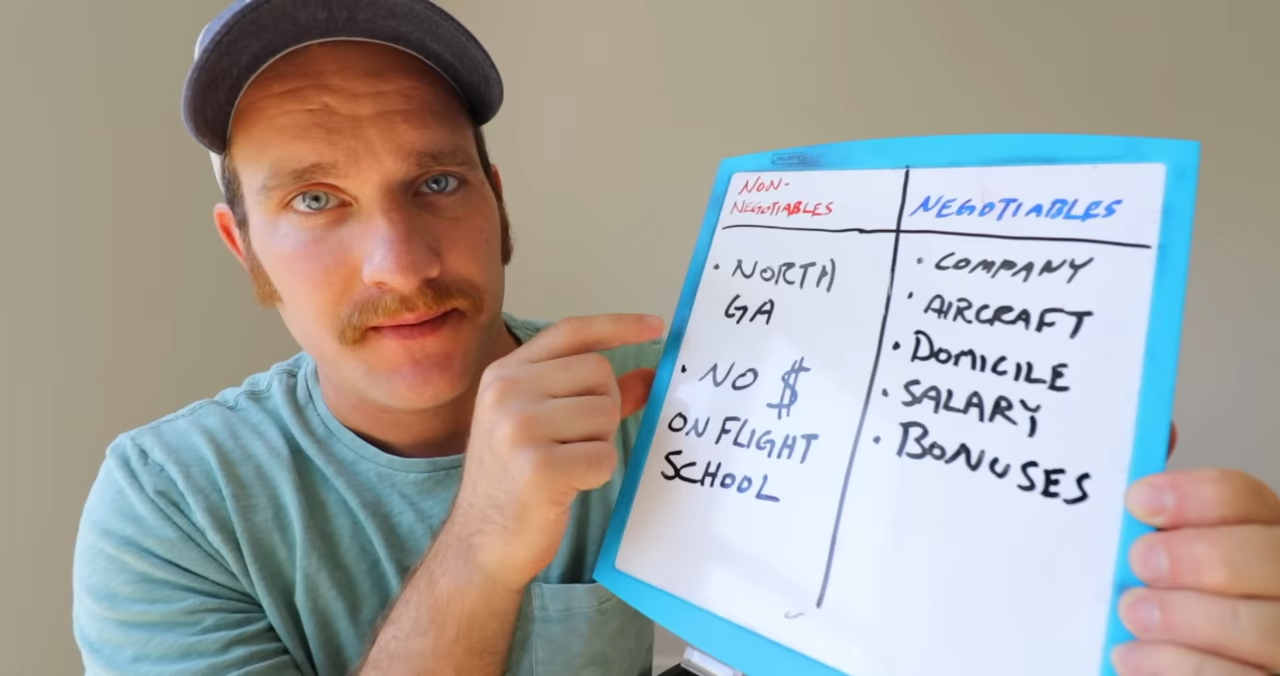 NON-
NEGOTIABLES
• NORTH
GA
• NO $
ON FLIGHT
SCHOOL
NEGOTIABLES
• COMPANY
• AIRCRAFT
• DOMICILE
• SALARY
• BONUSES